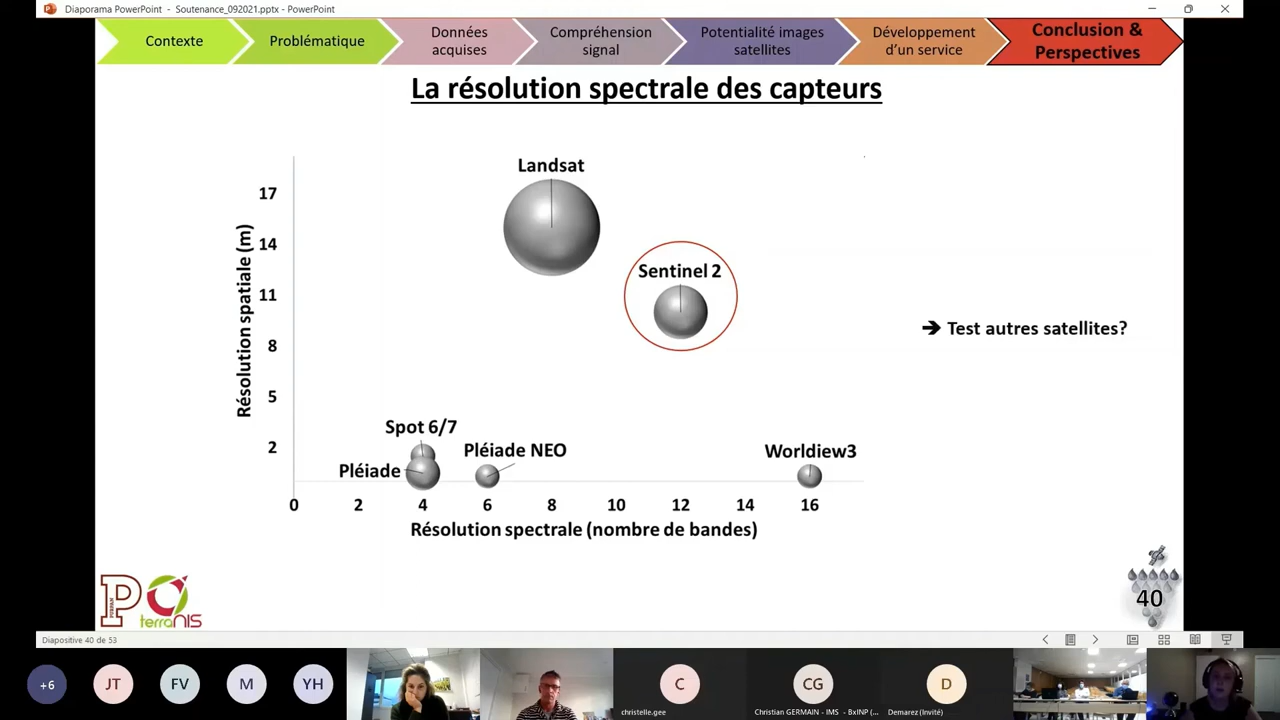 Diaporama PowerPoint - Soutenance_092021.pptx - PowerPoint
Contexte
Problématique
Données
acquises
Compréhension
signal
Potentialité images
satellites
Développement
d'un service
Conclusion &
Perspectives
La résolution spectrale des capteurs
Landsat
Sentinel 2
Spot 6/7
Pléiade
Pléiade NEO
Worldiew3
Résolution spatiale (m)
17
14
11
8
5
2
0 2 4 6 8 10 12 14 16
Résolution spectrale (nombre de bandes)
➔ Test autres satellites?
P
PURPAN
terraNIS
40
Diapositive 40 de 53
+6
JT
FV
M
YH
C
christelle.gee
CG
Christian GERMAIN - IMS - BxINP (...
D
Demarez (Invité)